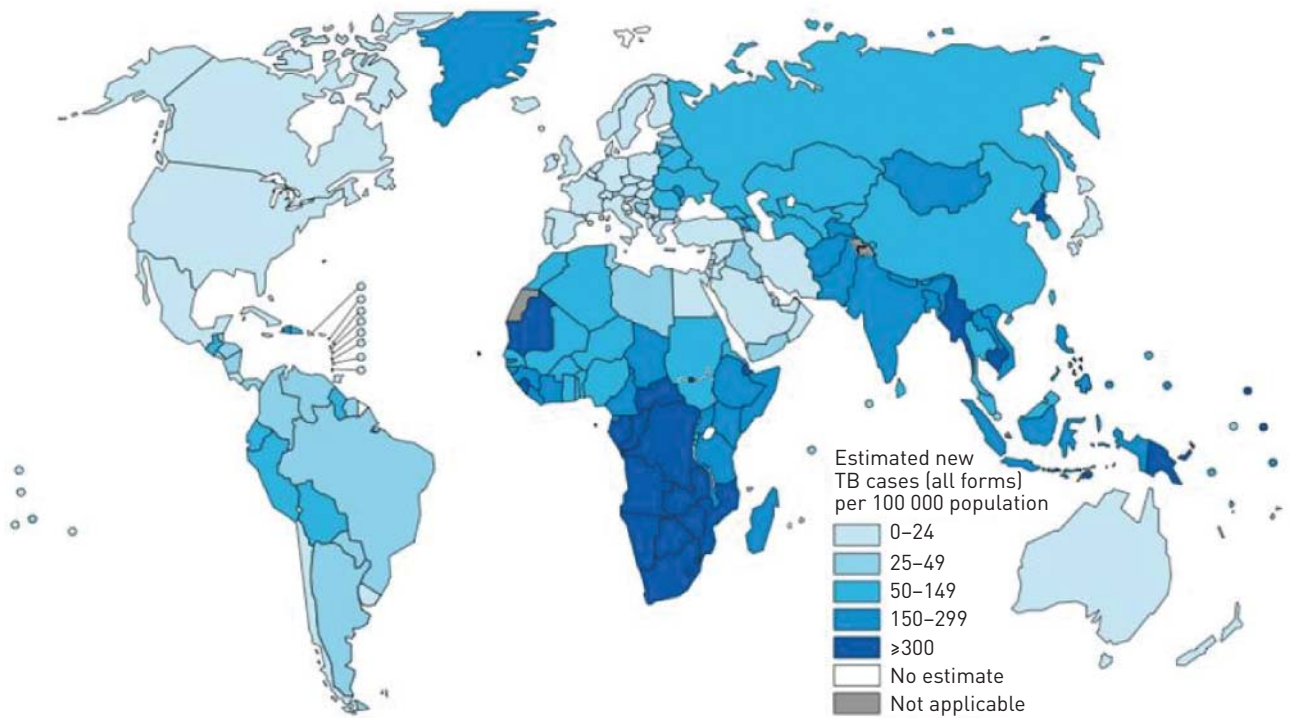 Estimated new
TB cases (all forms)
per 100 000 population
0–24
25–49
50–149
150–299
≥300
No estimate
Not applicable